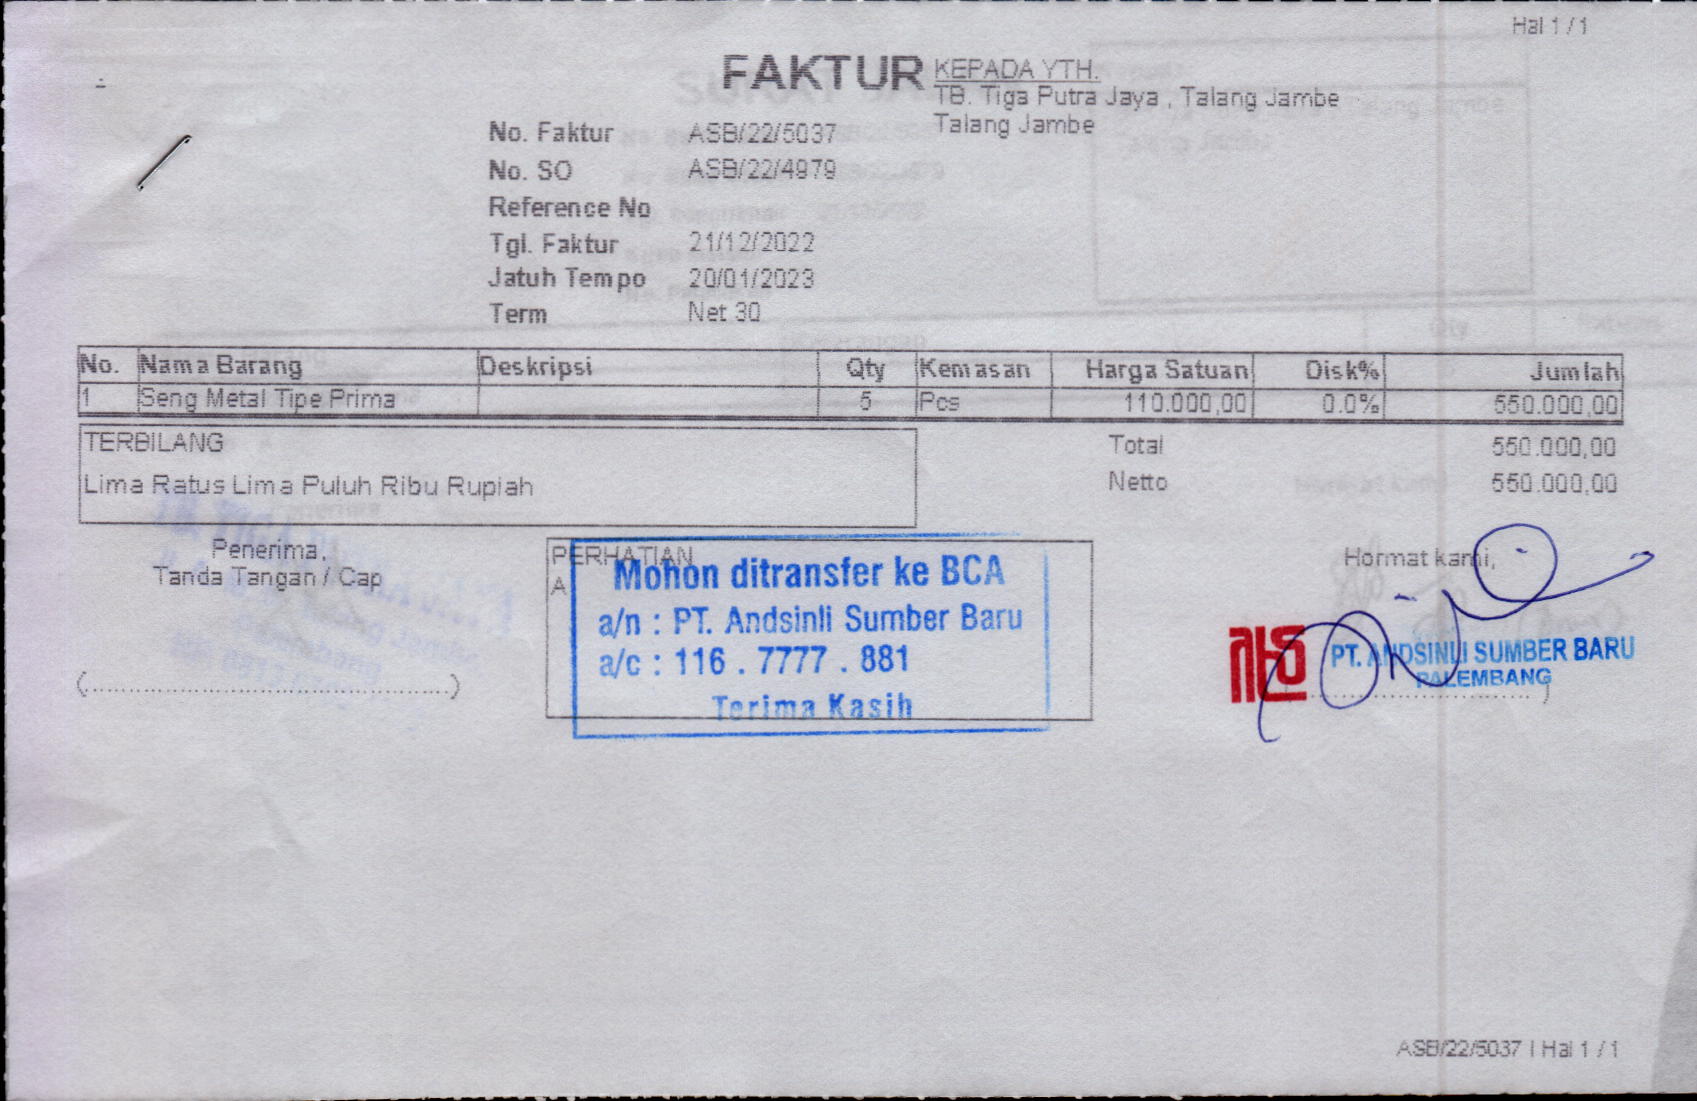 Hal 1 / 1
FAKTUR
KEPADA YTH.
TB. Tiga Putra Jaya , Talang Jambe
Talang Jambe
No. Faktur ASB/22/5037
No. SO ASB/22/4979
Reference No
Tgl. Faktur 21/12/2022
Jatuh Tempo 20/01/2023
Term Net 30
No. Nama Barang Deskripsi Qty Kemasan Harga Satuan Disk% Jumlah
1 Seng Metal Tipe Prima 5 Pcs 110.000,00 0.0% 550.000,00
TERBILANG
Lima Ratus Lima Puluh Ribu Rupiah
Total 550.000,00
Netto 550.000,00
Penerima,
Tanda Tangan / Cap
(.................................................)
PERHATIAN
A
Mohon ditransfer ke BCA
a/n : PT. Andsinli Sumber Baru
a/c : 116 . 7777 . 881
Terima Kasih
Hormat kami,
PT. ANDSINLI SUMBER BARU
PALEMBANG
ASB/22/5037 | Hal 1 / 1